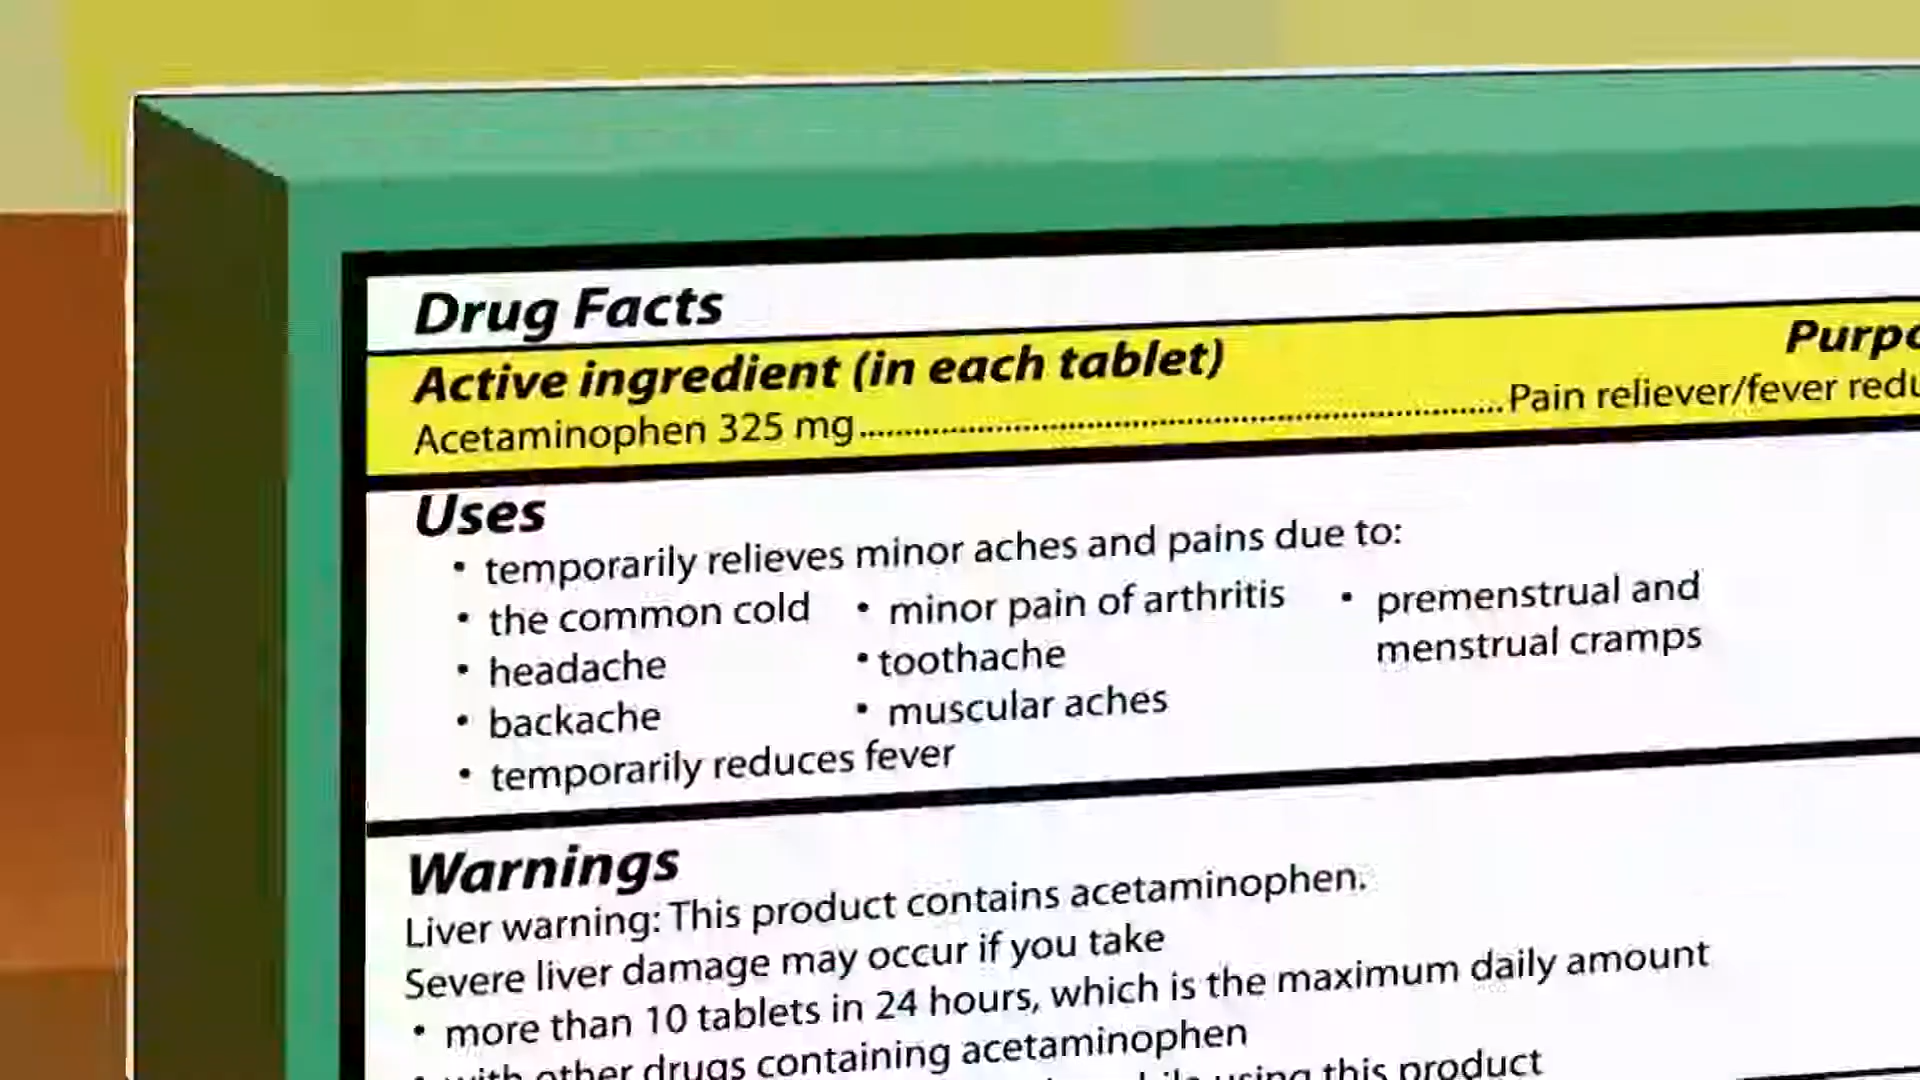 Drug Facts
Active ingredient (in each tablet)
Acetaminophen 325 mg..........Pain reliever/fever
Uses
• temporarily relieves minor aches and pains due to:
• the common cold • minor pain of arthritis • premenstrual and
• headache • toothache menstrual cramps
• backache • muscular aches
• temporarily reduces fever
Warnings
Liver warning: This product contains acetaminophen.
Severe liver damage may occur if you take
• more than 10 tablets in 24 hours, which is the maximum daily amount
• with other drugs containing acetaminophen
using this product